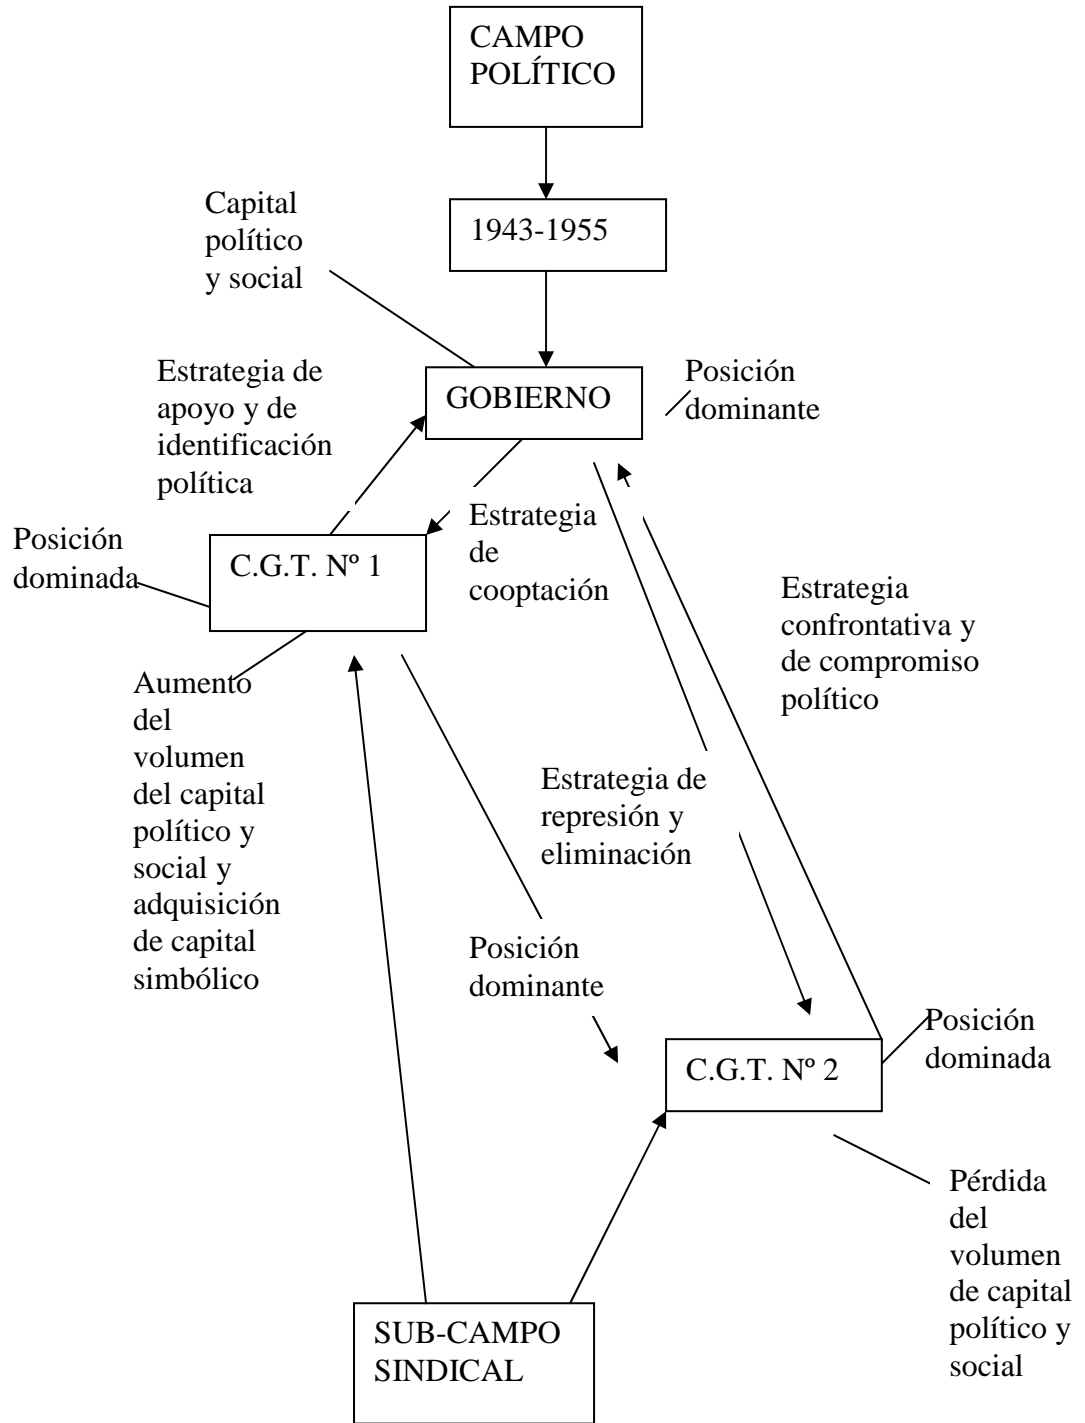 CAMPO
POLÍTICO
1943-1955
Capital
político
y social
GOBIERNO
Posición
dominante
Estrategia de
apoyo y de
identificación
política
Estrategia
de
cooptación
Posición
dominada
C.G.T. Nº 1
Estrategia
confrontativa y
de compromiso
político
Aumento
del
volumen
del capital
político y
social y
adquisición
de capital
simbólico
Estrategia de
represión y
eliminación
Posición
dominante
C.G.T. Nº 2
Posición
dominada
Pérdida
del
volumen
de capital
político y
social
SUB-CAMPO
SINDICAL